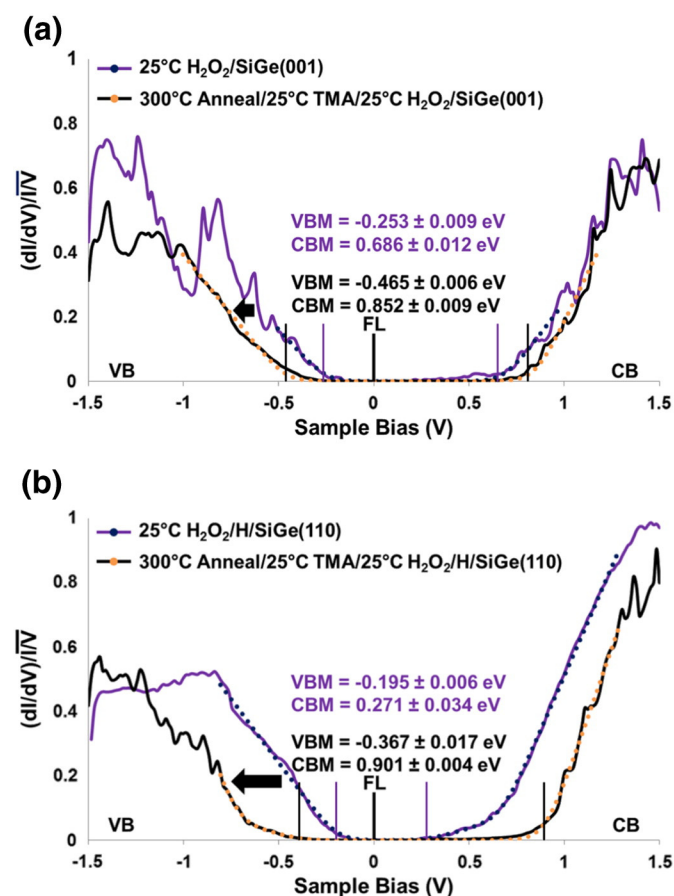 (a)
1
25°C H₂O₂/SiGe(001)
300°C Anneal/25°C TMA/25°C H₂O₂/SiGe(001)
0.8
(dI/dV)/I/V
0.6
VBM = -0.253 ± 0.009 eV
CBM = 0.686 ± 0.012 eV
0.4
VBM = -0.465 ± 0.006 eV
CBM = 0.852 ± 0.009 eV
FL
0.2
VB
CB
0
-1.5 -1 -0.5 0 0.5 1 1.5
Sample Bias (V)
(b)
1
25°C H₂O₂/H/SiGe(110)
300°C Anneal/25°C TMA/25°C H₂O₂/H/SiGe(110)
0.8
(dI/dV)/I/V
0.6
VBM = -0.195 ± 0.006 eV
CBM = 0.271 ± 0.034 eV
0.4
VBM = -0.367 ± 0.017 eV
CBM = 0.901 ± 0.004 eV
FL
0.2
VB
CB
0
-1.5 -1 -0.5 0 0.5 1 1.5
Sample Bias (V)